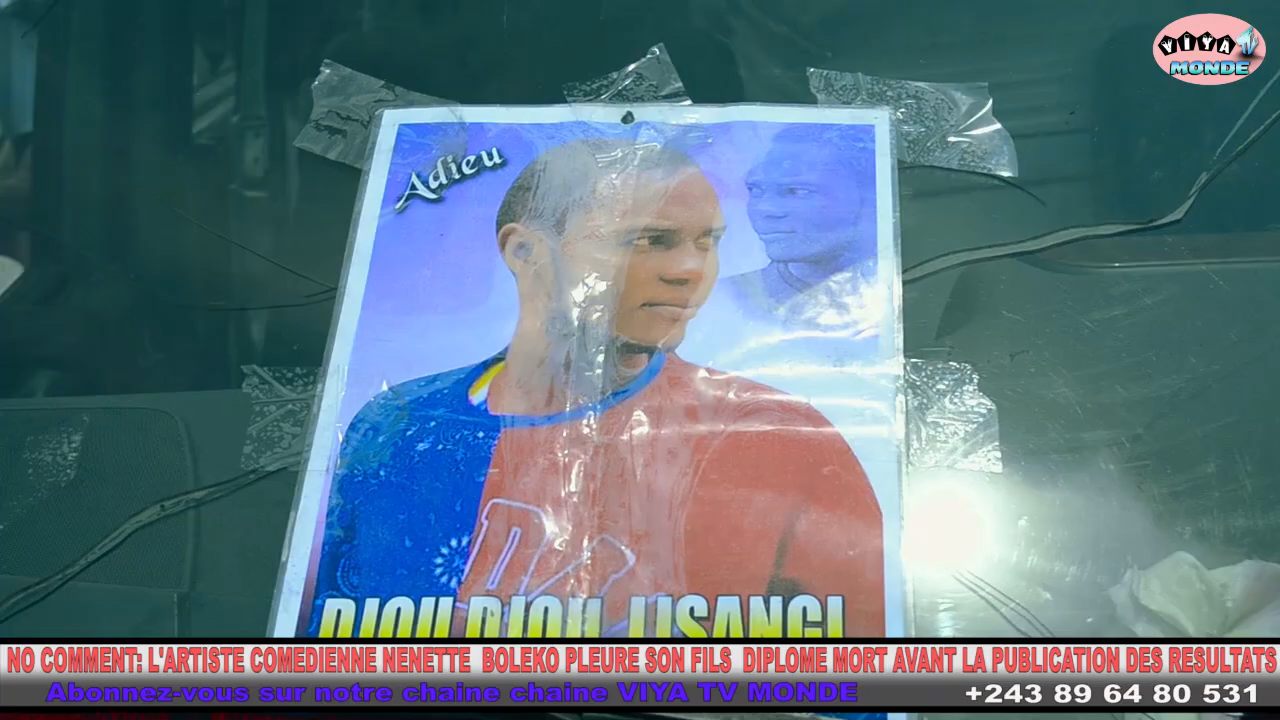 VIYA TV
MONDE
Adieu
DJOU DJOU LISANGI
NO COMMENT: L'ARTISTE COMEDIENNE NENETTE BOLEKO PLEURE SON FILS DIPLOME MORT AVANT LA PUBLICATION DES RESULTATS
Abonnez-vous sur notre chaine chaine VIYA TV MONDE
+243 89 64 80 531